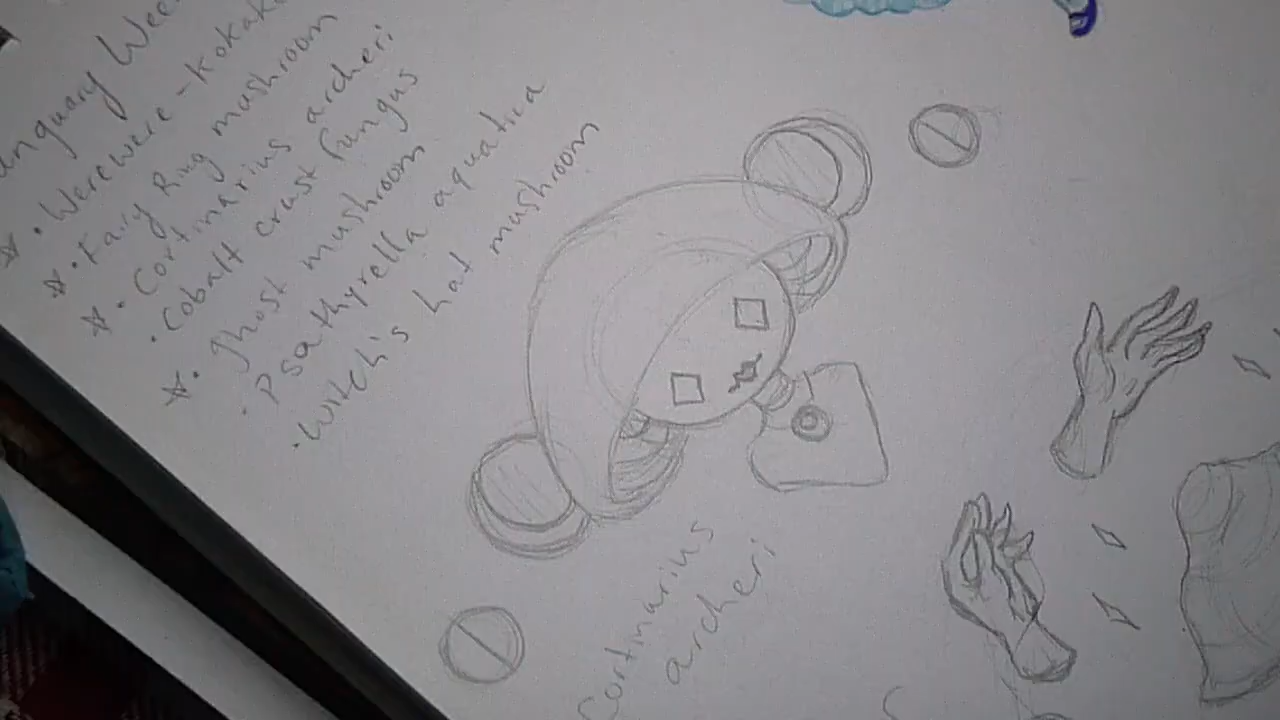 Wee
☆ • Werewere-Kokako
☆ • Fairy Ring mushroom
☆ • Cortinarius archeri
• Cobalt crust fungus
☆ • Ghost mushroom
• Psathyrella aquatica
• Witch's hat mushroom
Cortinarius
archeri